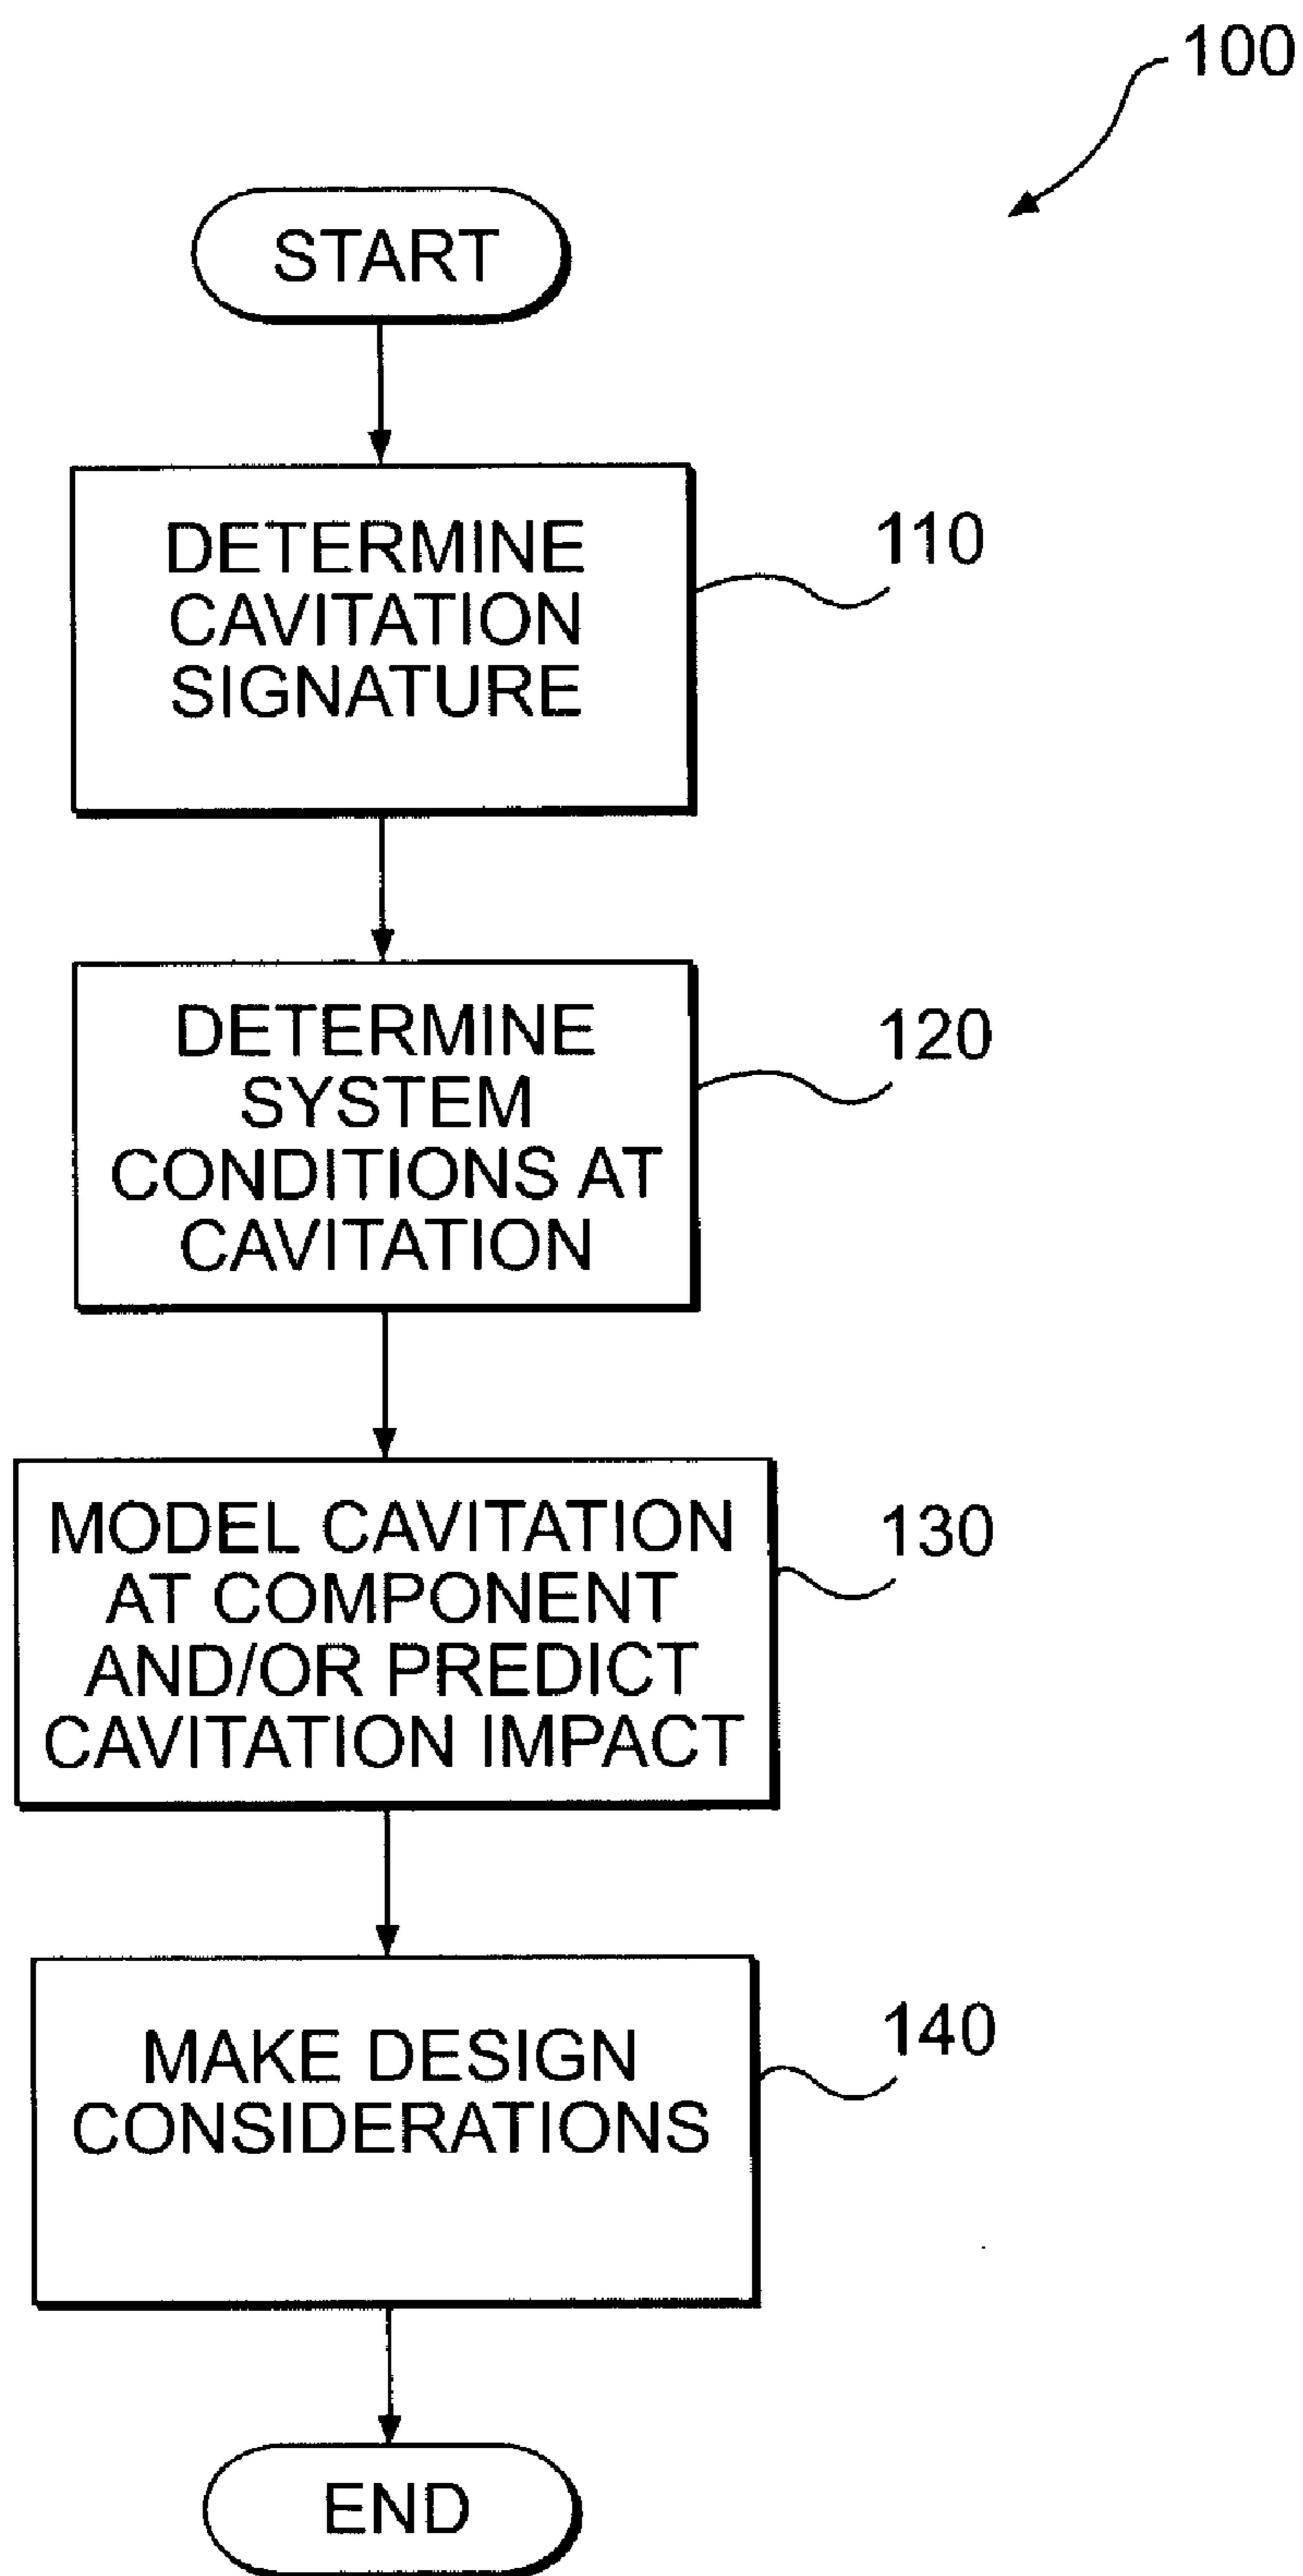 100
START
DETERMINE
CAVITATION
SIGNATURE
110
DETERMINE
SYSTEM
CONDITIONS AT
CAVITATION
120
MODEL CAVITATION
AT COMPONENT
AND/OR PREDICT
CAVITATION IMPACT
130
MAKE DESIGN
CONSIDERATIONS
140
END